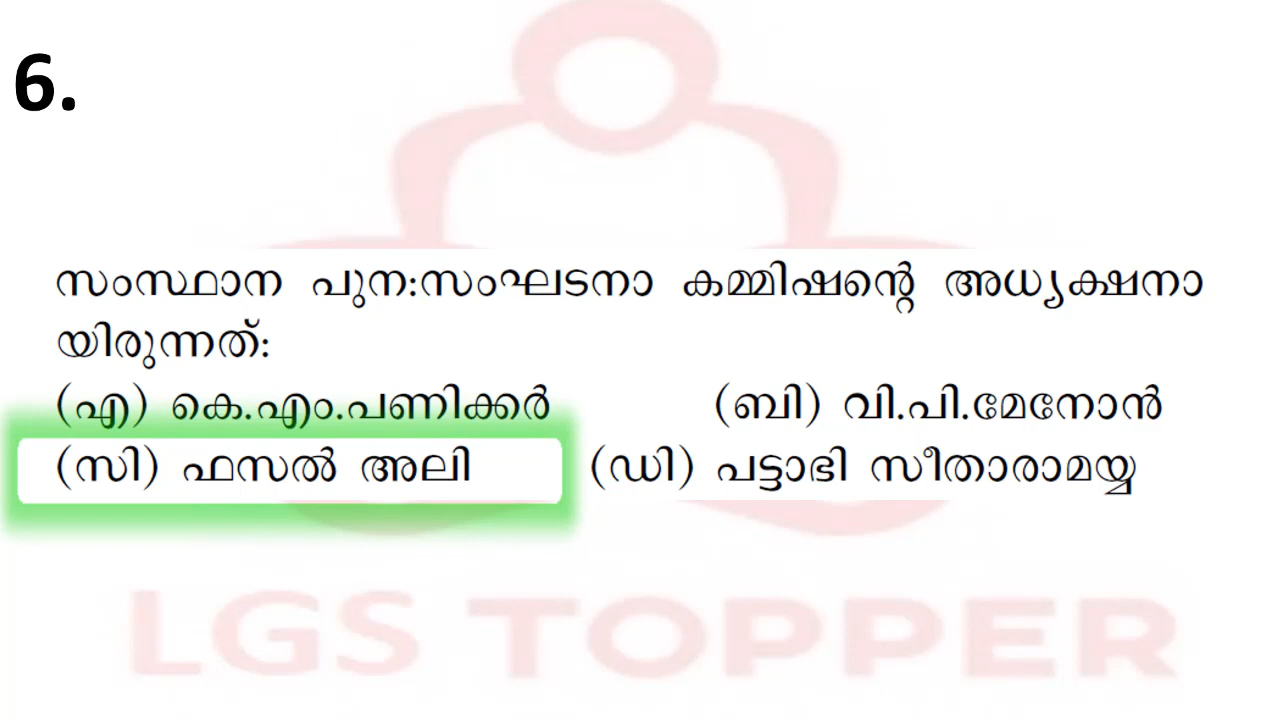 6.
സംസ്ഥാന പുന:സംഘടനാ കമ്മിഷന്റെ അധ്യക്ഷനാ
യിരുന്നത്:
(എ) കെ.എം.പണിക്കർ (ബി) വി.പി.മേനോൻ
(സി) ഫസൽ അലി (ഡി) പട്ടാഭി സീതാരാമയ്യ
LGS TOPPER